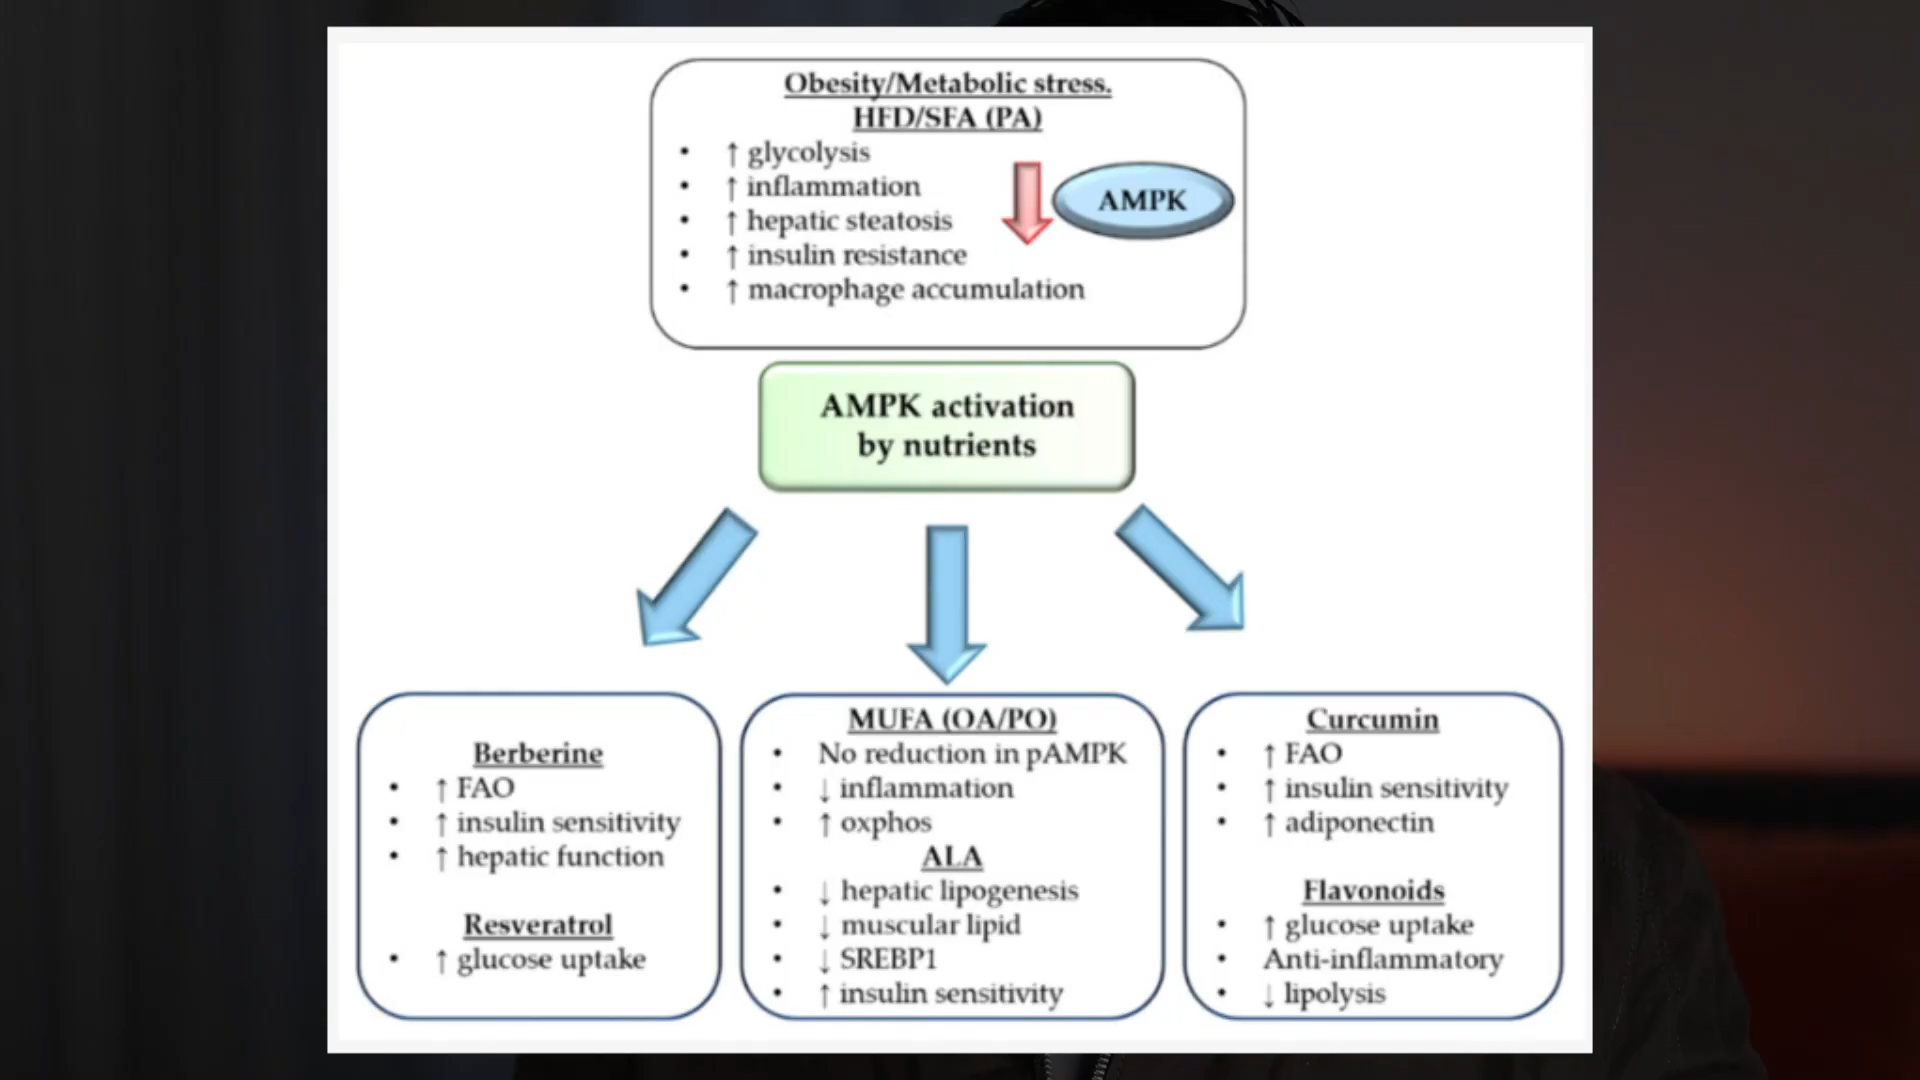 Obesity/Metabolic stress.
HFD/SFA (PA)
• ↑ glycolysis
• ↑ inflammation
• ↑ hepatic steatosis
• ↑ insulin resistance
• ↑ macrophage accumulation
AMPK
AMPK activation
by nutrients
Berberine
• ↑ FAO
• ↑ insulin sensitivity
• ↑ hepatic function
Resveratrol
• ↑ glucose uptake
MUFA (OA/PO)
• No reduction in pAMPK
• ↓ inflammation
• ↑ oxphos
ALA
• ↓ hepatic lipogenesis
• ↓ muscular lipid
• ↓ SREBP1
• ↑ insulin sensitivity
Curcumin
• ↑ FAO
• ↑ insulin sensitivity
• ↑ adiponectin
Flavonoids
• ↑ glucose uptake
• Anti-inflammatory
• ↓ lipolysis